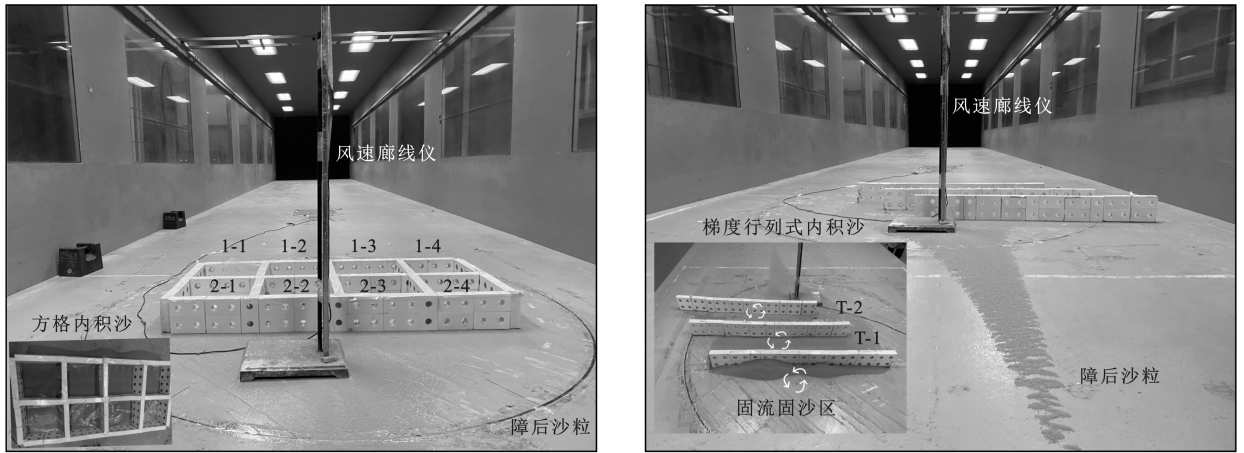 风速廊线仪
1-1 1-2 1-3 1-4
2-1 2-2 2-3 2-4
方格内积沙
障后沙粒
风速廊线仪
梯度行列式内积沙
T-2
T-1
障后沙粒
固流固沙区